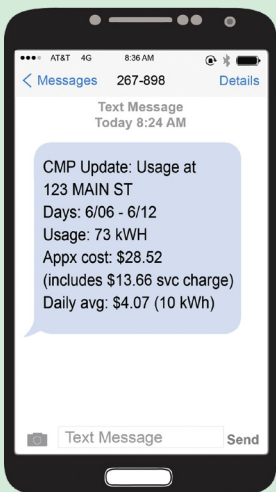 AT&T 4G 8:36 AM
Messages 267-898 Details
Text Message
Today 8:24 AM
CMP Update: Usage at
123 MAIN ST
Days: 6/06 - 6/12
Usage: 73 kWH
Appx cost: $28.52
(includes $13.66 svc charge)
Daily avg: $4.07 (10 kWh)
Text Message Send